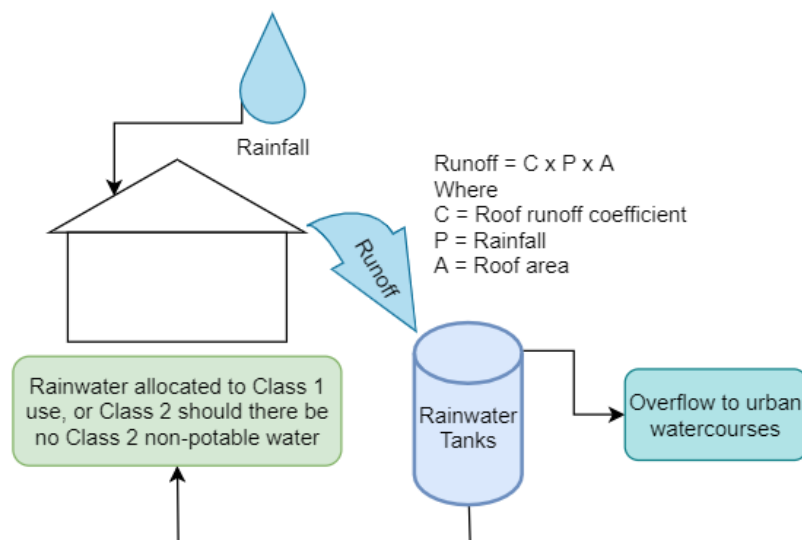 Rainfall
Runoff = C x P x A
Where
C = Roof runoff coefficient
P = Rainfall
A = Roof area
Runoff
Rainwater allocated to Class 1
use, or Class 2 should there be
no Class 2 non-potable water
Rainwater
Tanks
Overflow to urban
watercourses